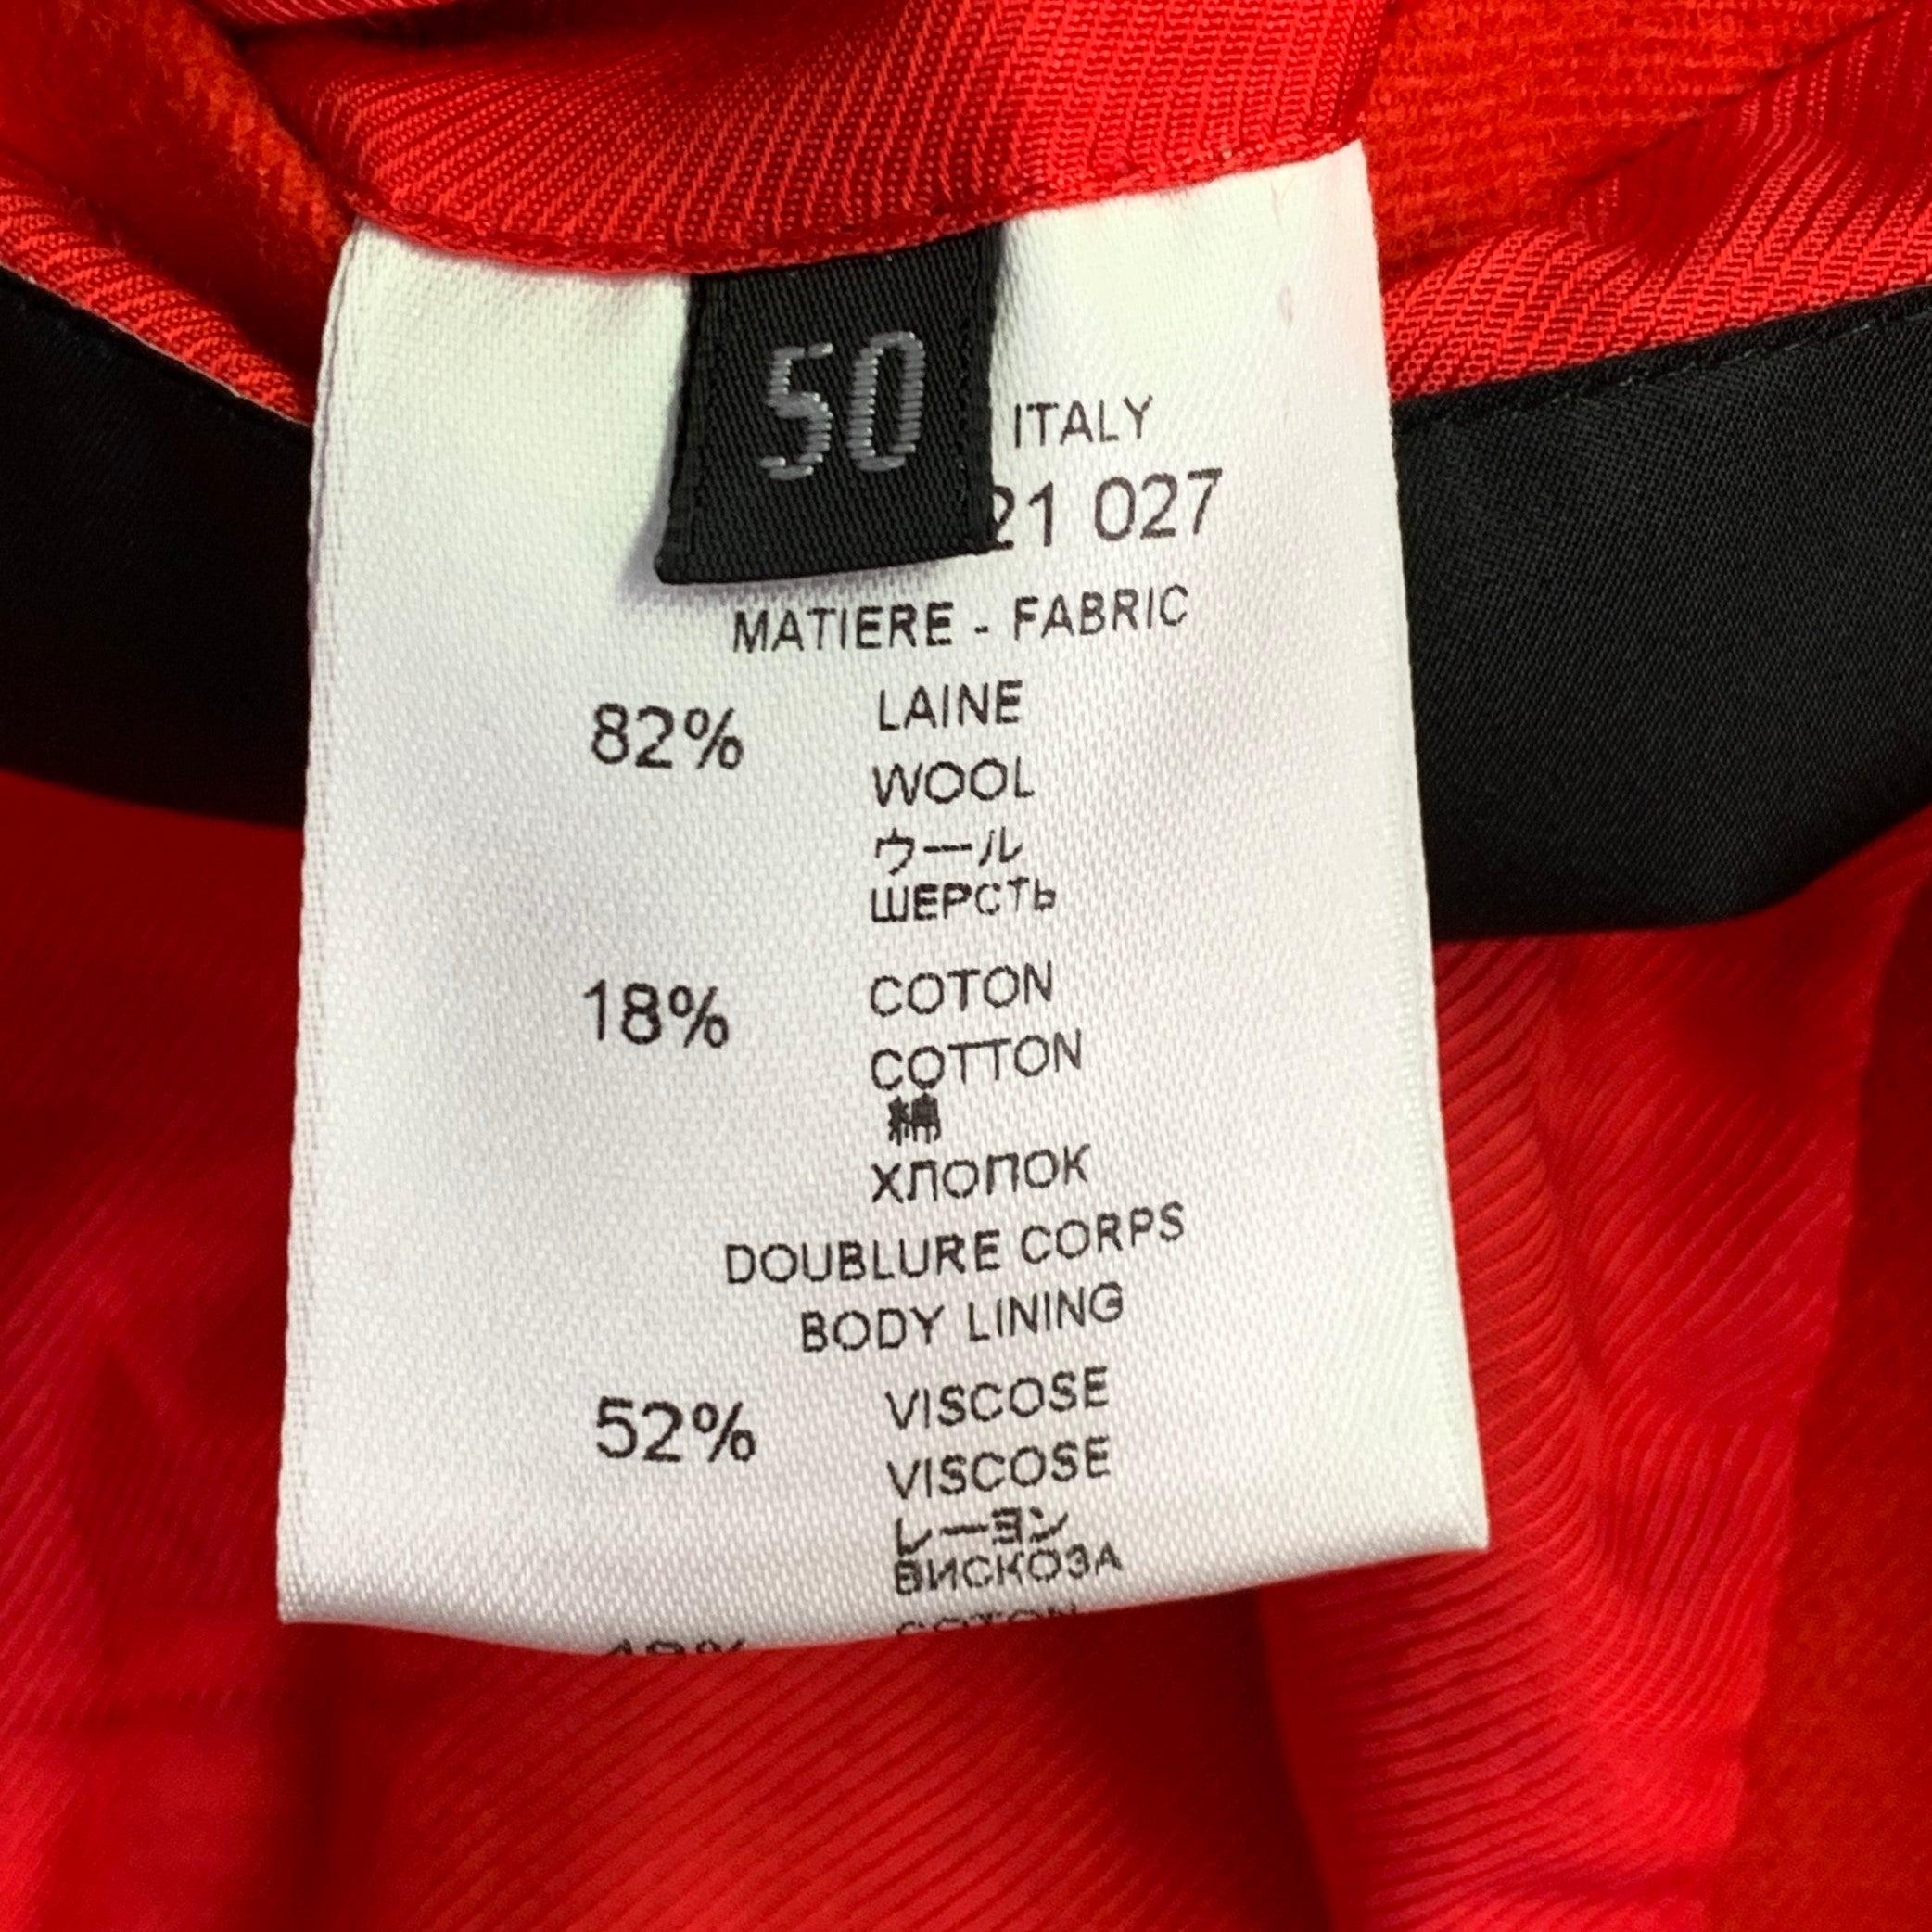 50
ITALY
21 027
MATIERE - FABRIC
82% LAINE
WOOL
ウール
ШЕРСТЬ
18% COTON
COTTON
綿
ХЛОПОК
DOUBLURE CORPS
BODY LINING
52% VISCOSE
VISCOSE
レーヨン
ВИСКОЗА
COTON